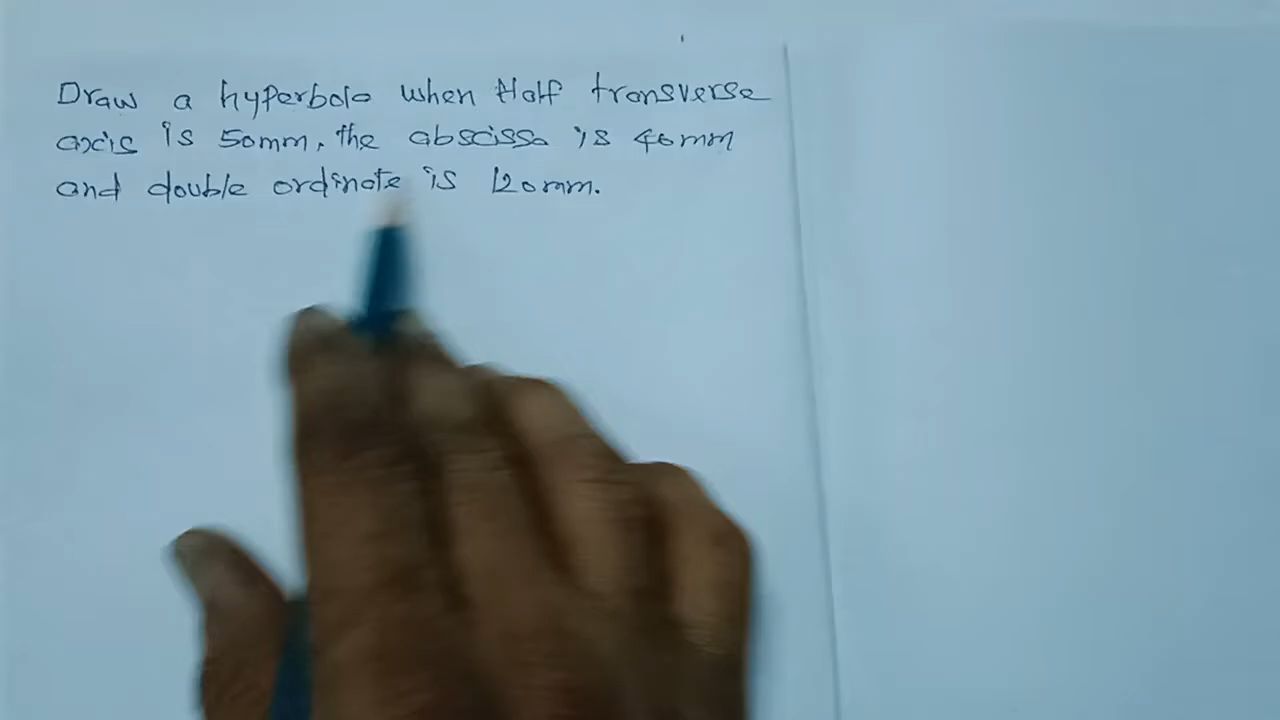 Draw a hyperbola when Half transverse
axis is 50mm, the abscissa is 40mm
and double ordinate is 120mm.